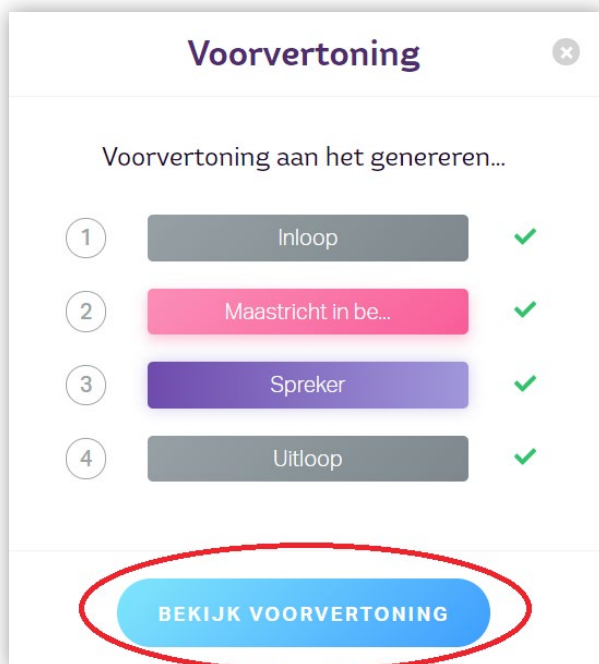 Voorvertoning
Voorvertoning aan het genereren...
1 Inloop
2 Maastricht in be...
3 Spreker
4 Uitloop
BEKIJK VOORVERTONING